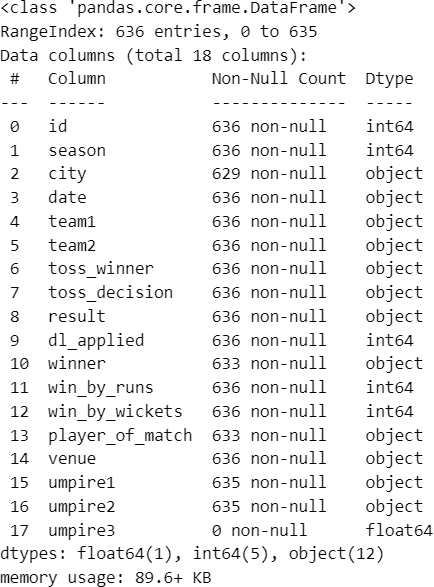 <class 'pandas.core.frame.DataFrame'>
RangeIndex: 636 entries, 0 to 635
Data columns (total 18 columns):
 #   Column           Non-Null Count  Dtype
---  ------           --------------  -----
 0   id               636 non-null    int64
 1   season           636 non-null    int64
 2   city             629 non-null    object
 3   date             636 non-null    object
 4   team1            636 non-null    object
 5   team2            636 non-null    object
 6   toss_winner      636 non-null    object
 7   toss_decision    636 non-null    object
 8   result           636 non-null    object
 9   dl_applied       636 non-null    int64
 10  winner           633 non-null    object
 11  win_by_runs      636 non-null    int64
 12  win_by_wickets   636 non-null    int64
 13  player_of_match  633 non-null    object
 14  venue            636 non-null    object
 15  umpire1          635 non-null    object
 16  umpire2          635 non-null    object
 17  umpire3          0 non-null      float64
dtypes: float64(1), int64(5), object(12)
memory usage: 89.6+ KB